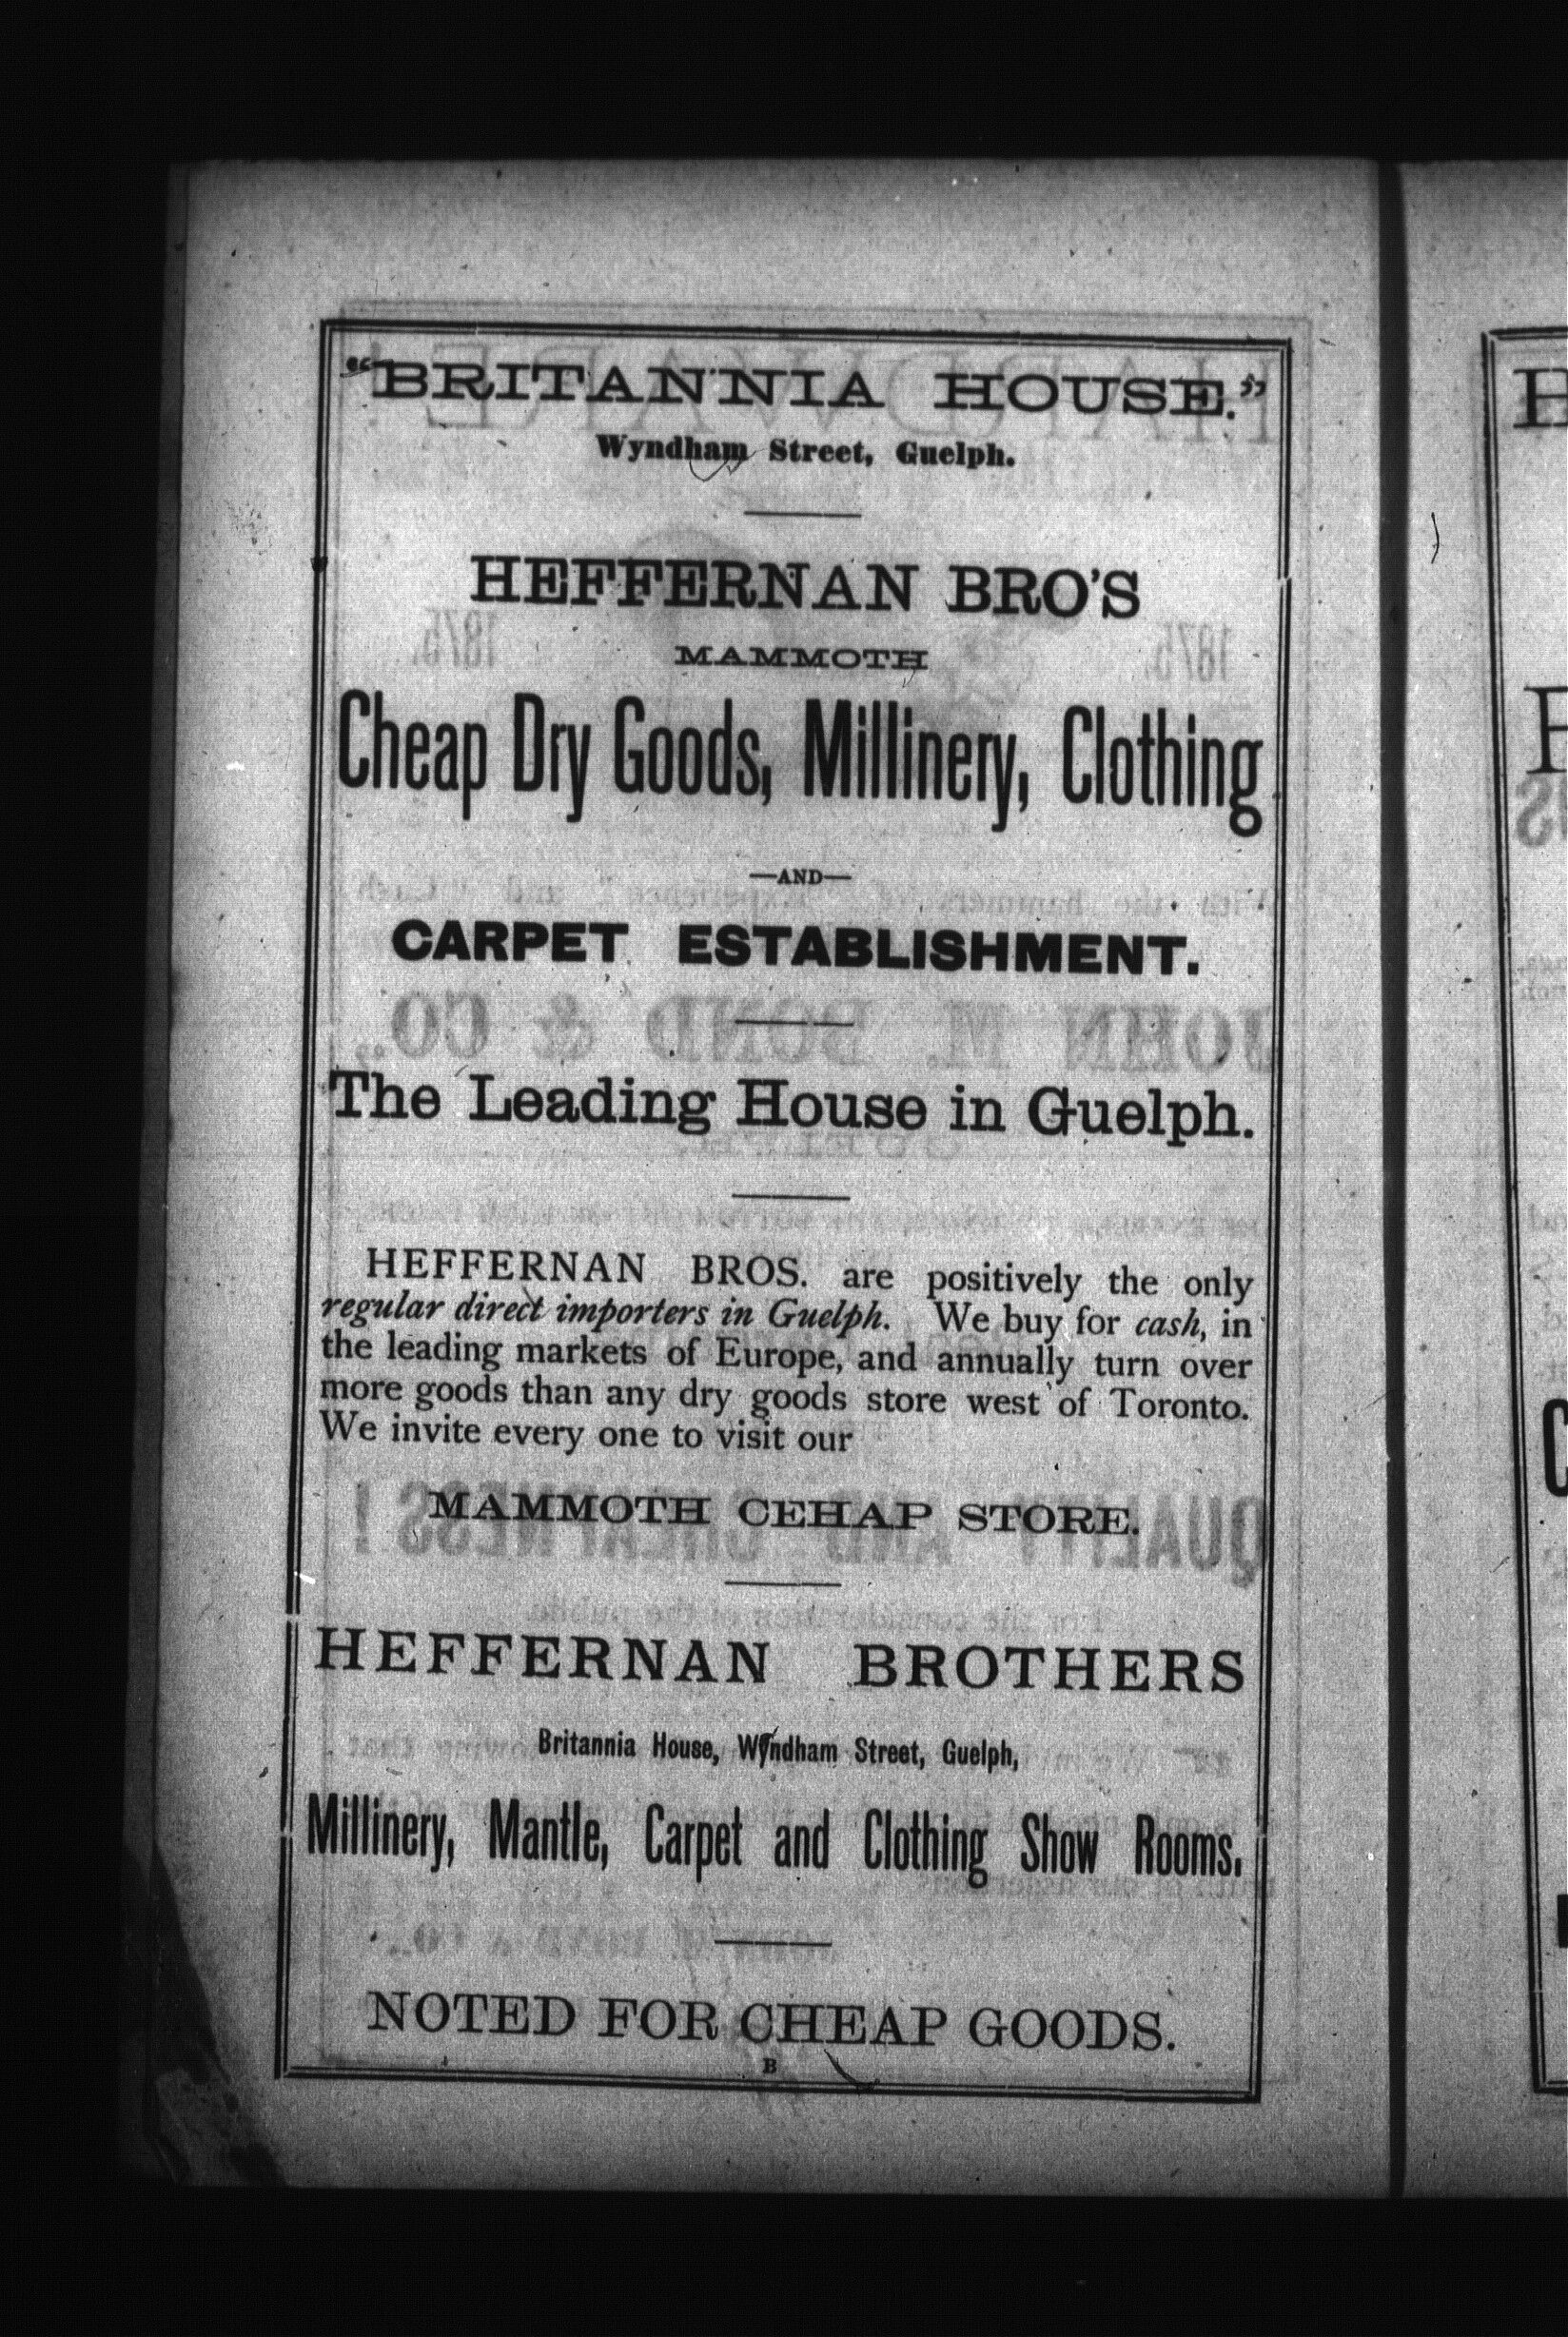 “BRITANNIA HOUSE.”
Wyndham Street, Guelph.
HEFFERNAN BRO’S
MAMMOTH
Cheap Dry Goods, Millinery, Clothing
—AND—
CARPET ESTABLISHMENT.
The Leading House in Guelph.
HEFFERNAN BROS. are positively the only
regular direct importers in Guelph. We buy for cash, in
the leading markets of Europe, and annually turn over
more goods than any dry goods store west of Toronto.
We invite every one to visit our
MAMMOTH CEHAP STORE.
HEFFERNAN BROTHERS
Britannia House, Wyndham Street, Guelph,
Millinery, Mantle, Carpet and Clothing Show Rooms.
NOTED FOR CHEAP GOODS.
B